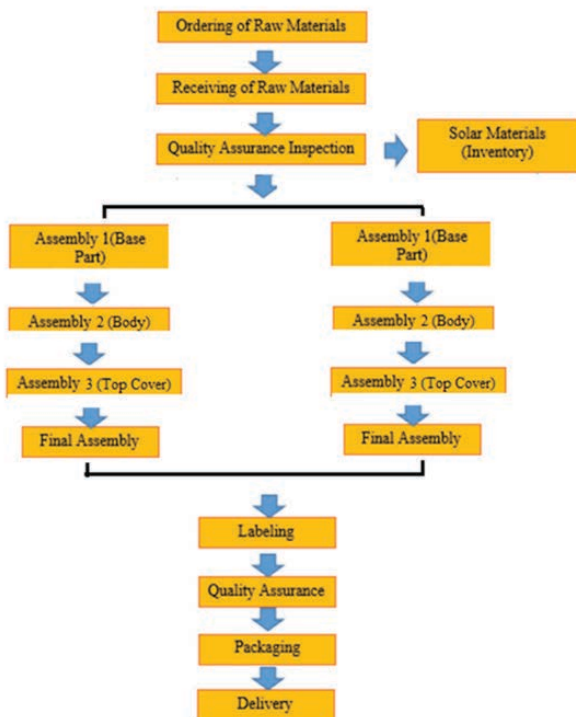 Ordering of Raw Materials
Receiving of Raw Materials
Quality Assurance Inspection
Solar Materials
(Inventory)
Assembly 1(Base
Part)
Assembly 2 (Body)
Assembly 3 (Top Cover)
Final Assembly
Assembly 1(Base
Part)
Assembly 2 (Body)
Assembly 3 (Top Cover)
Final Assembly
Labeling
Quality Assurance
Packaging
Delivery